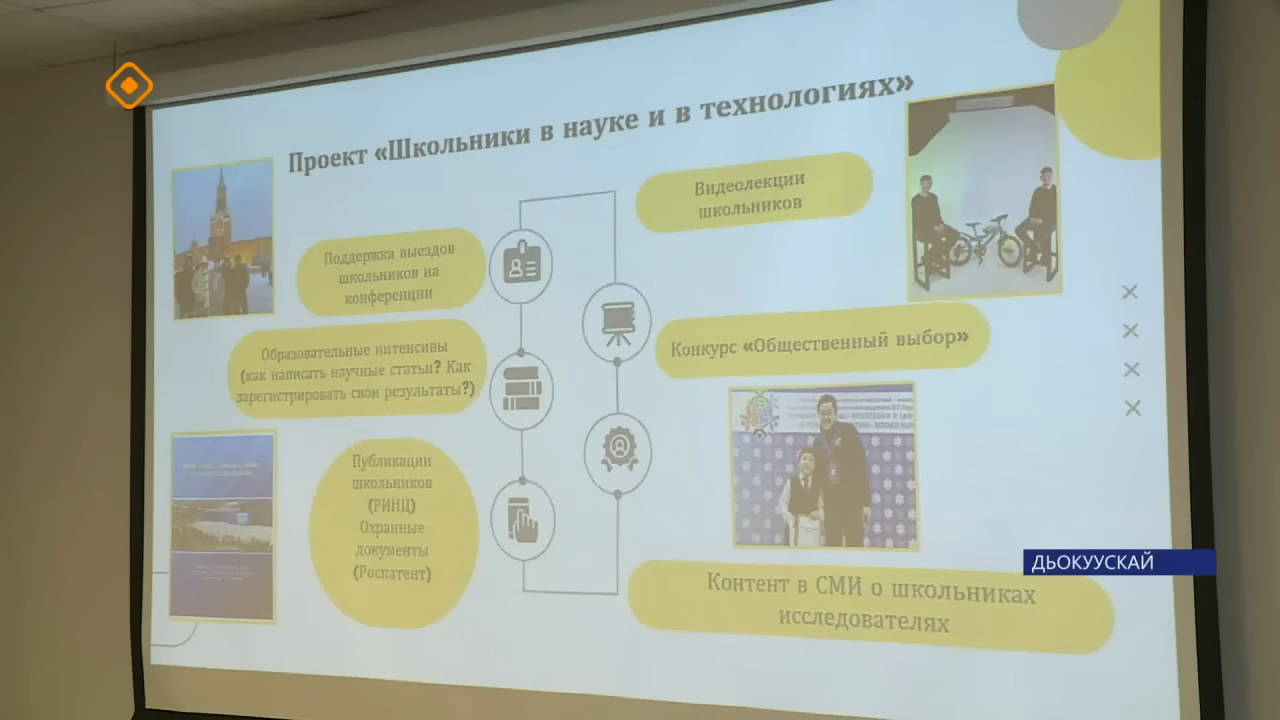 Проект «Школьники в науке и в технологиях»
Поддержка выездов
школьников на
конференции
Образовательные интенсивы
(как написать научные статьи? Как
зарегистрировать свои результаты?)
Публикации
школьников
(РИНЦ)
Охранные
документы
(Роспатент)
Видеолекции
школьников
Конкурс «Общественный выбор»
Контент в СМИ о школьниках
исследователях
ДЬОКУУСКАЙ